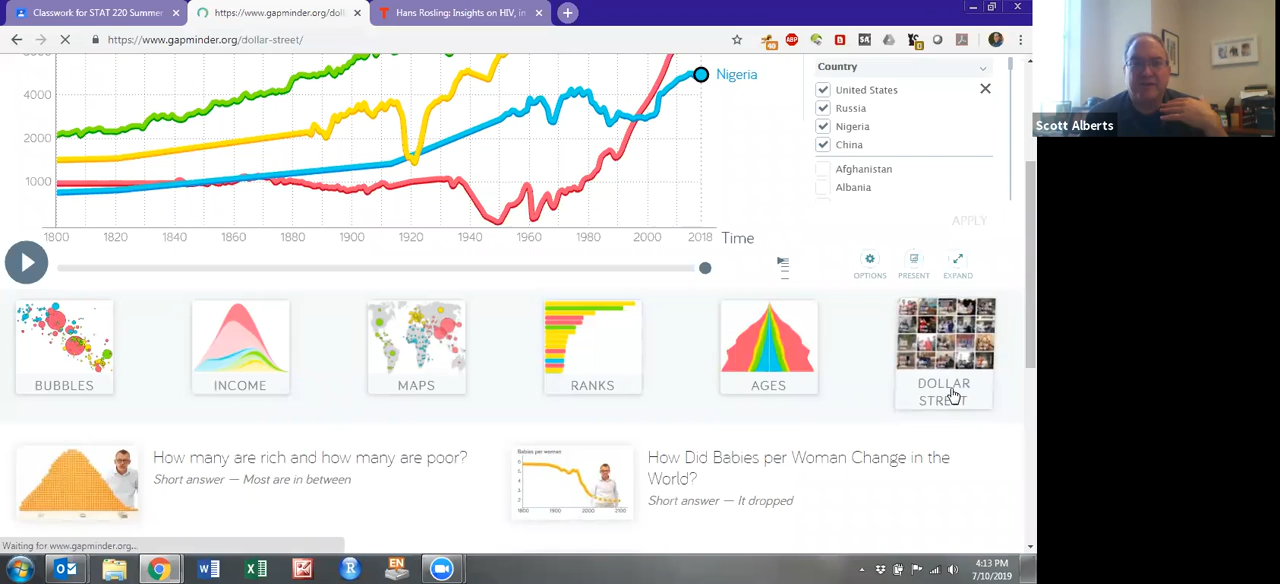 Classwork for STAT 220 Summer
https://www.gapminder.org/doll
Hans Rosling: Insights on HIV, in
https://www.gapminder.org/dollar-street/
4000
2000
1000
1800 1820 1840 1860 1880 1900 1920 1940 1960 1980 2000 2018 Time
Nigeria
Country
United States
Russia
Nigeria
China
Afghanistan
Albania
APPLY
OPTIONS PRESENT EXPAND
BUBBLES INCOME MAPS RANKS AGES DOLLAR
STREET
How many are rich and how many are poor?
Short answer — Most are in between
Babies per woman
How Did Babies per Woman Change in the
World?
Short answer — It dropped
Waiting for www.gapminder.org...
4:13 PM
7/10/2019
Scott Alberts